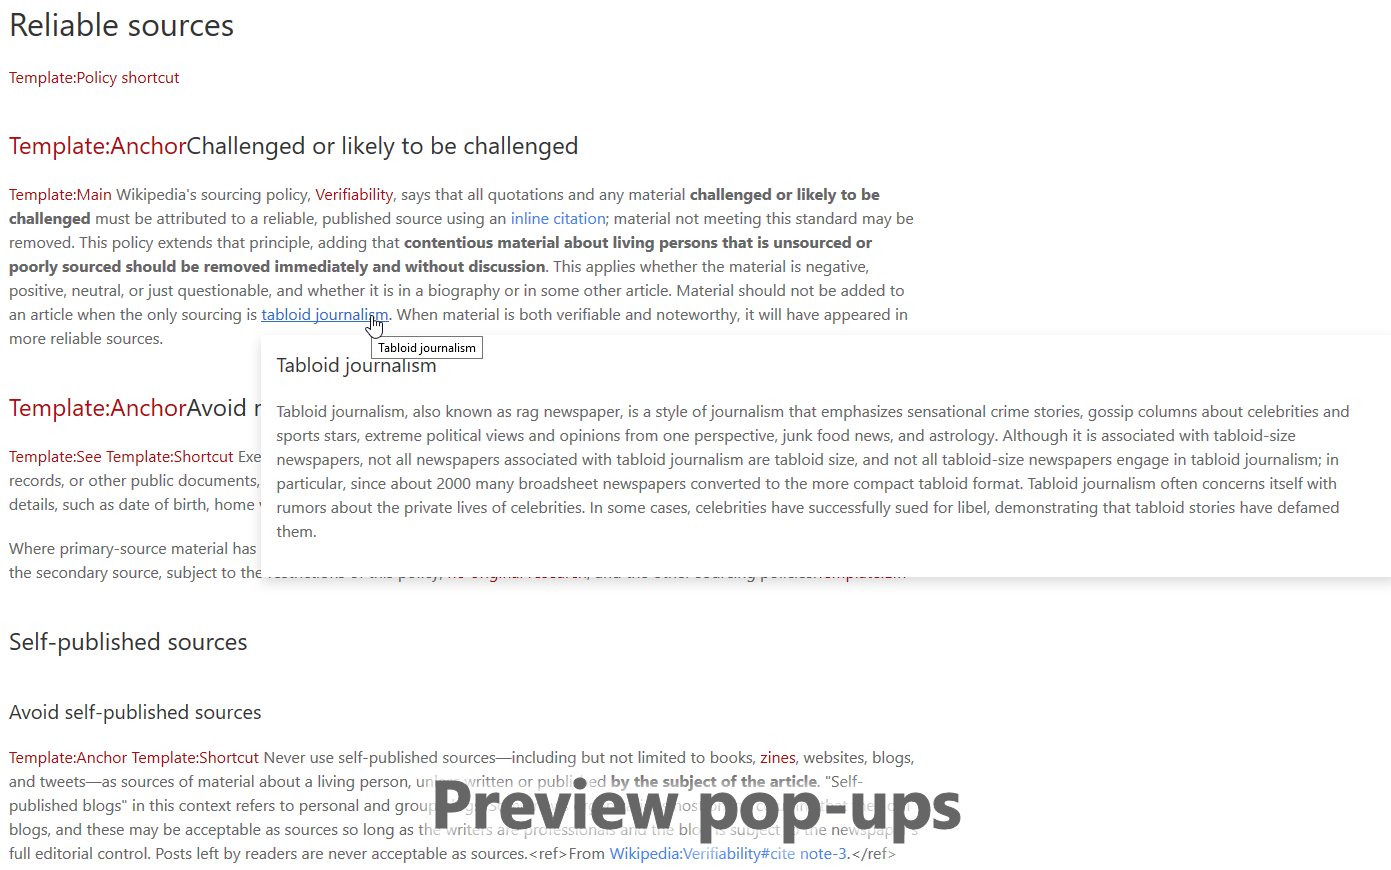 Reliable sources
Template:Policy shortcut
Template:AnchorChallenged or likely to be challenged
Template:Main Wikipedia's sourcing policy, Verifiability, says that all quotations and any material challenged or likely to be
challenged must be attributed to a reliable, published source using an inline citation; material not meeting this standard may be
removed. This policy extends that principle, adding that contentious material about living persons that is unsourced or
poorly sourced should be removed immediately and without discussion. This applies whether the material is negative,
positive, neutral, or just questionable, and whether it is in a biography or in some other article. Material should not be added to
an article when the only sourcing is tabloid journalism. When material is both verifiable and noteworthy, it will have appeared in
more reliable sources.
Tabloid journalism
Tabloid journalism
Tabloid journalism, also known as rag newspaper, is a style of journalism that emphasizes sensational crime stories, gossip columns about celebrities and
sports stars, extreme political views and opinions from one perspective, junk food news, and astrology. Although it is associated with tabloid-size
newspapers, not all newspapers associated with tabloid journalism are tabloid size, and not all tabloid-size newspapers engage in tabloid journalism; in
particular, since about 2000 many broadsheet newspapers converted to the more compact tabloid format. Tabloid journalism often concerns itself with
rumors about the private lives of celebrities. In some cases, celebrities have successfully sued for libel, demonstrating that tabloid stories have defamed
them.
Template:AnchorAvoid
Template:See Template:Shortcut Exe
records, or other public documents,
details, such as date of birth, home
Where primary-source material has
the secondary source, subject to the restrictions of this policy, no original research, and the other sourcing policies.
Self-published sources
Avoid self-published sources
Template:Anchor Template:Shortcut Never use self-published sources—including but not limited to books, zines, websites, blogs,
and tweets—as sources of material about a living person, unless written or published by the subject of the article. "Self-
published blogs" in this context refers to personal and group
blogs, and these may be acceptable as sources so long as the writers are professionals and the blog is subject to the newspaper's
full editorial control. Posts left by readers are never acceptable as sources.<ref>From Wikipedia:Verifiability#cite note-3.</ref>
Preview pop-ups